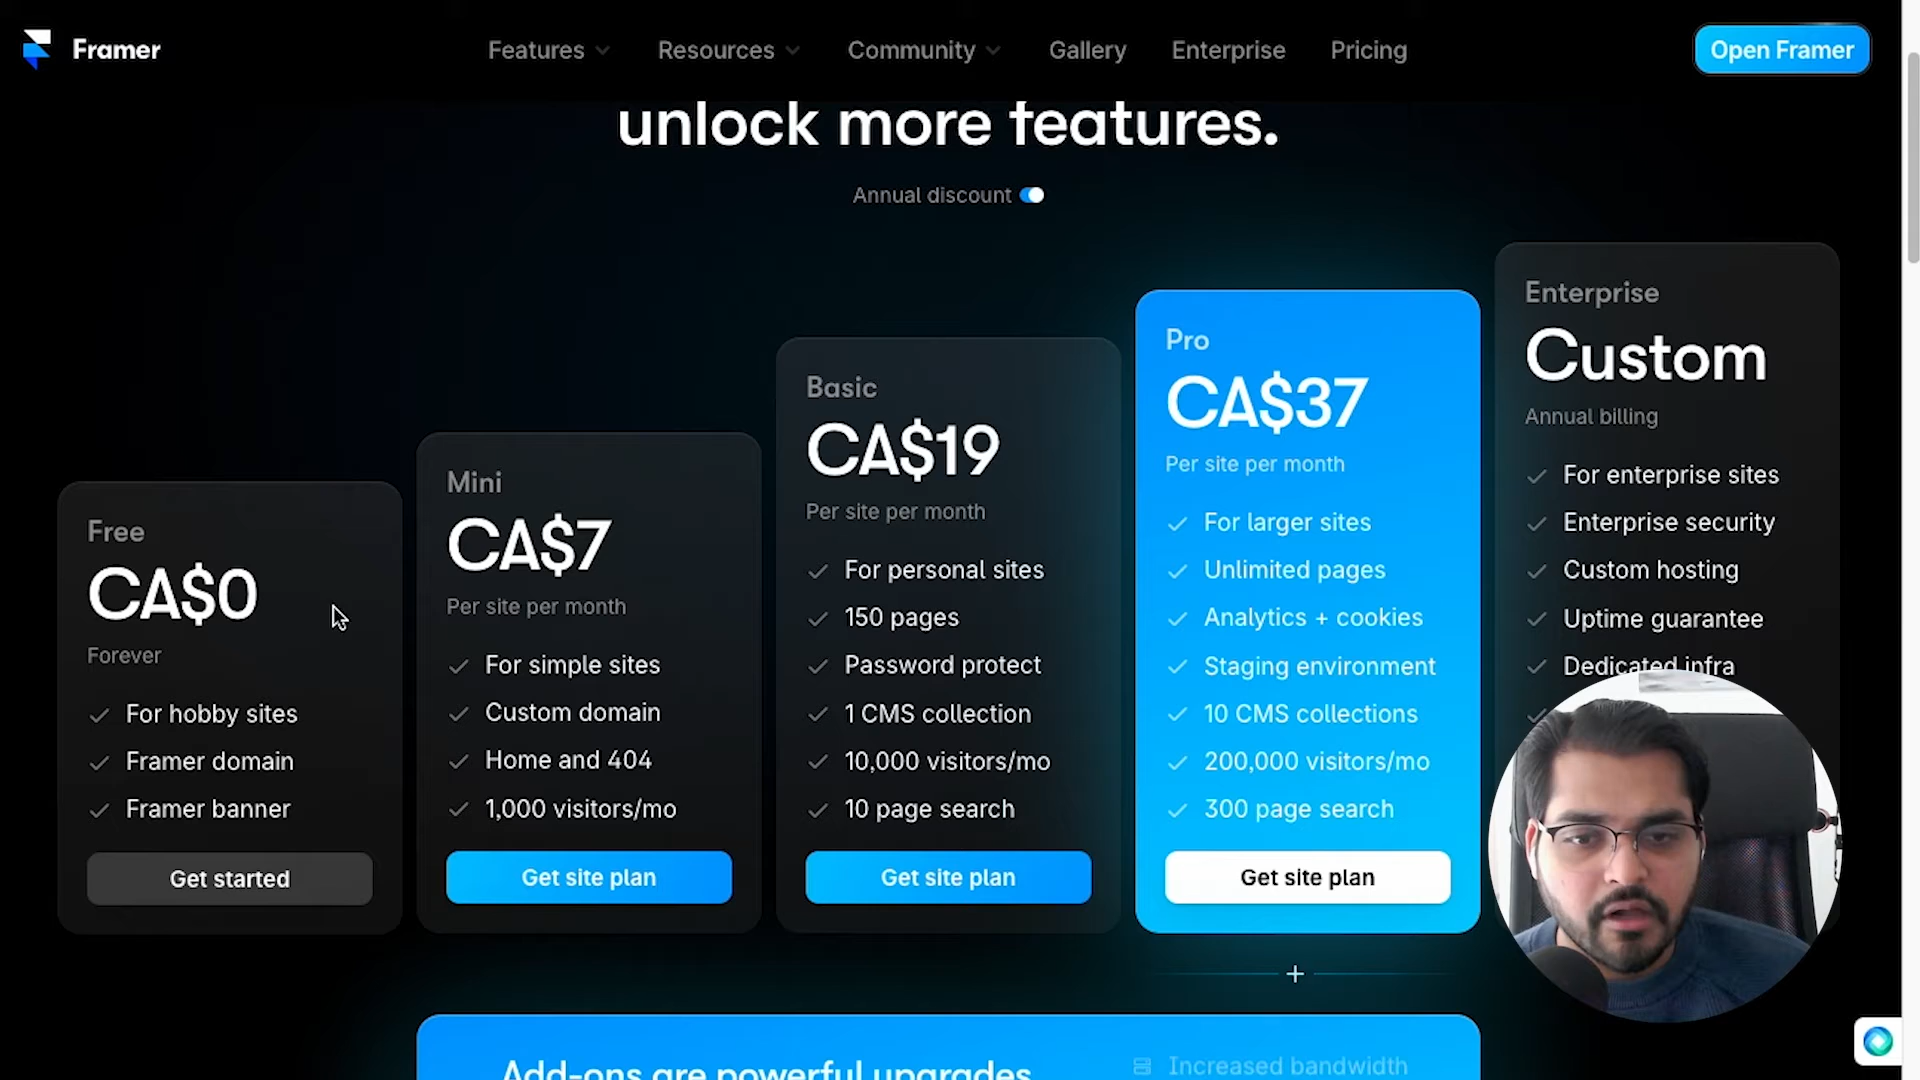 Framer
Features
Resources
Community
Gallery
Enterprise
Pricing
Open Framer
unlock more features.
Annual discount
Free
CA$0
Forever
For hobby sites
Framer domain
Framer banner
Get started
Mini
CA$7
Per site per month
For simple sites
Custom domain
Home and 404
1,000 visitors/mo
Get site plan
Basic
CA$19
Per site per month
For personal sites
150 pages
Password protect
1 CMS collection
10,000 visitors/mo
10 page search
Get site plan
Pro
CA$37
Per site per month
For larger sites
Unlimited pages
Analytics + cookies
Staging environment
10 CMS collections
200,000 visitors/mo
300 page search
Get site plan
+
Enterprise
Custom
Annual billing
For enterprise sites
Enterprise security
Custom hosting
Uptime guarantee
Dedicated infra
Add-ons are powerful upgrades
Increased bandwidth